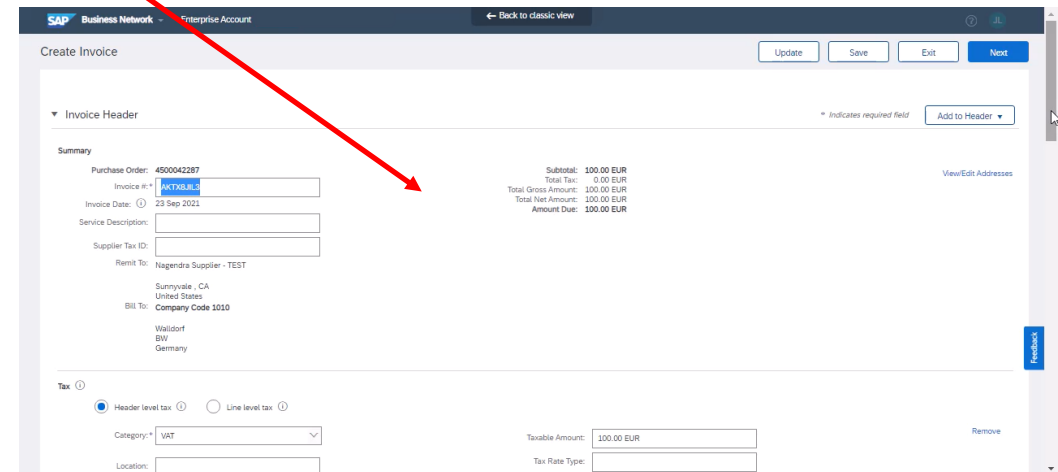 SAP Business Network Enterprise Account
← Back to classic view
JL
Create Invoice
Update Save Exit Next
▼ Invoice Header
* Indicates required field
Add to Header ▼
Summary
Purchase Order: 4500042287
Invoice #:* AKTXBJIL3
Invoice Date: 23 Sep 2021
Service Description:
Supplier Tax ID:
Remit To: Nagendra Supplier - TEST
Sunnyvale , CA
United States
Bill To: Company Code 1010
Walldorf
BW
Germany
Subtotal: 100.00 EUR
Total Tax: 0.00 EUR
Total Gross Amount: 100.00 EUR
Total Net Amount: 100.00 EUR
Amount Due: 100.00 EUR
View/Edit Addresses
Feedback
Tax
Header level tax Line level tax
Category:* VAT
Location:
Taxable Amount: 100.00 EUR
Tax Rate Type:
Remove